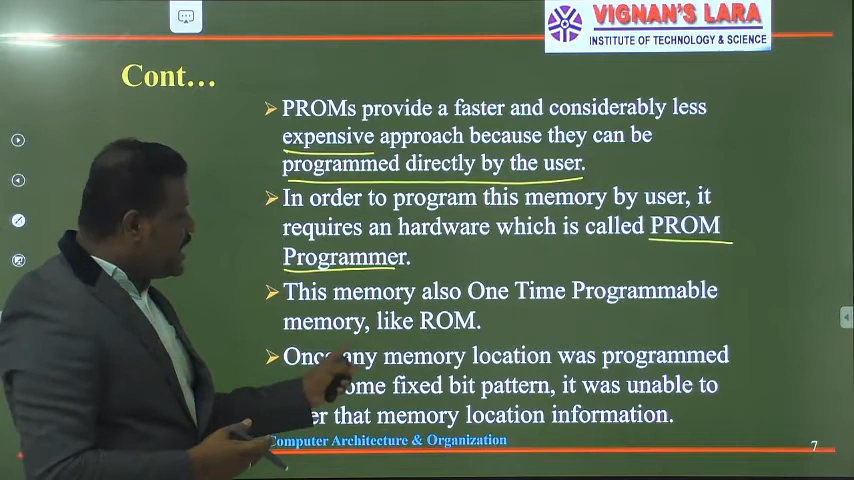 VIGNAN'S LARA
INSTITUTE OF TECHNOLOGY & SCIENCE
Cont...
PROMs provide a faster and considerably less
expensive approach because they can be
programmed directly by the user.
In order to program this memory by user, it
requires an hardware which is called PROM
Programmer.
This memory also One Time Programmable
memory, like ROM.
Once any memory location was programmed
fixed bit pattern, it was unable to
that memory location information.
Computer Architecture & Organization
7